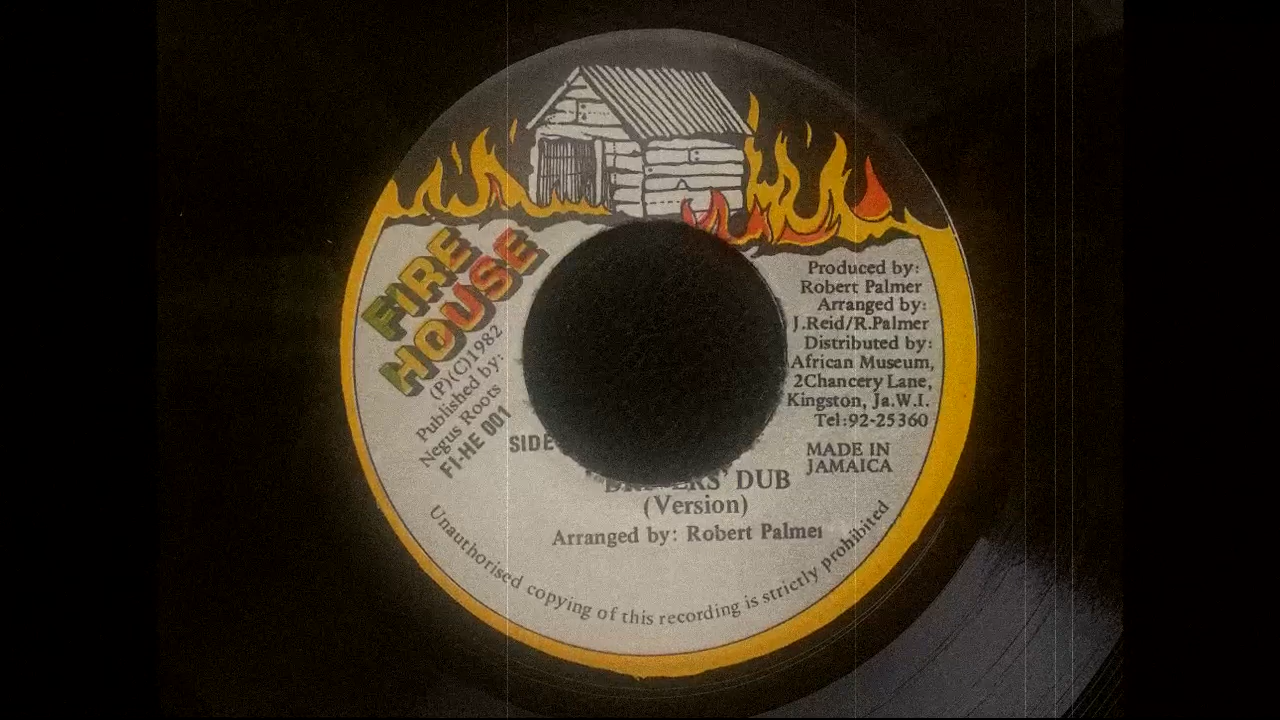 FIRE
HOUSE
(P)(C)1982
Published by:
Negus Roots
FI-HE 001
SIDE
Produced by:
Robert Palmer
Arranged by:
J.Reid/R.Palmer
Distributed by:
African Museum,
2Chancery Lane,
Kingston, Ja.W.I.
Tel:92-25360
MADE IN
JAMAICA
DUB
(Version)
Arranged by: Robert Palmer
Unauthorised copying of this recording is strictly prohibited